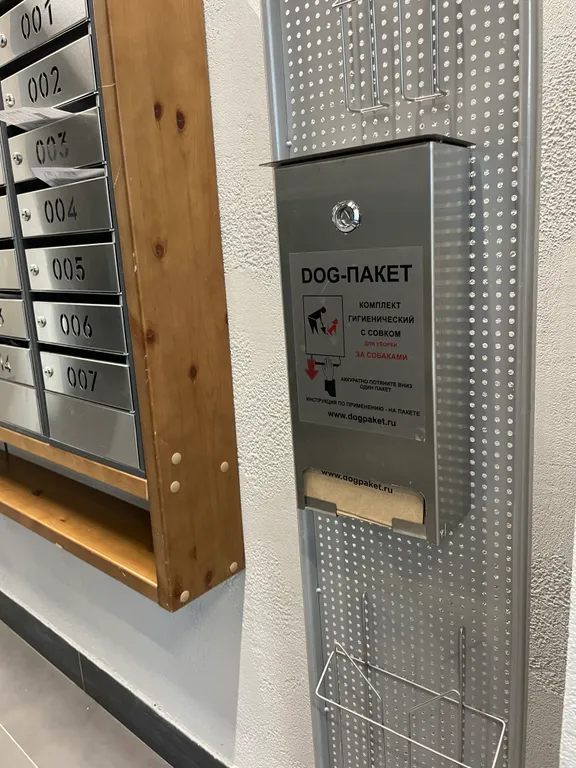 001
002
003
004
005
006
007
DOG-ПАКЕТ
КОМПЛЕКТ
ГИГИЕНИЧЕСКИЙ
С СОВКОМ
ДЛЯ УБОРКИ
ЗА СОБАКАМИ
АККУРАТНО ПОТЯНИТЕ ВНИЗ
ОДИН ПАКЕТ
ИНСТРУКЦИЯ ПО ПРИМЕНЕНИЮ - НА ПАКЕТЕ
www.dogpaket.ru
www.dogpaket.ru